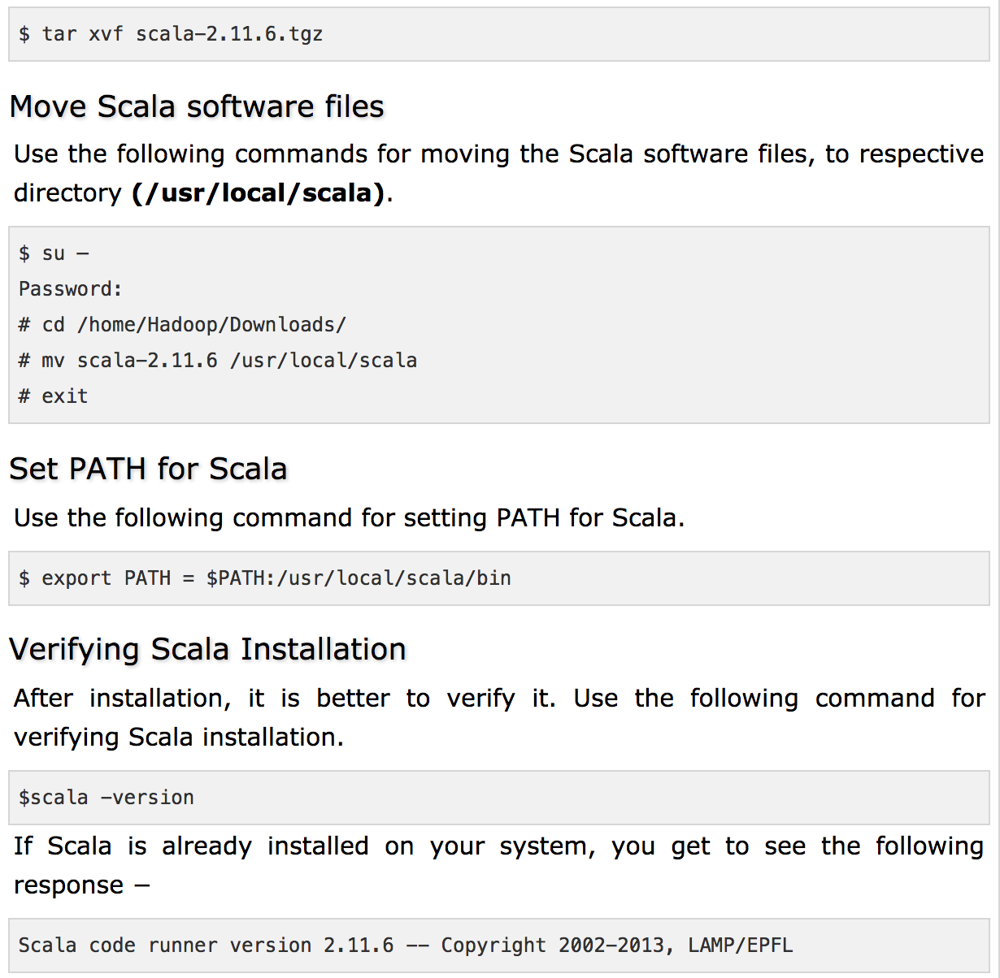 $ tar xvf scala-2.11.6.tgz
Move Scala software files
Use the following commands for moving the Scala software files, to respective
directory (/usr/local/scala).
$ su –
Password:
# cd /home/Hadoop/Downloads/
# mv scala-2.11.6 /usr/local/scala
# exit
Set PATH for Scala
Use the following command for setting PATH for Scala.
$ export PATH = $PATH:/usr/local/scala/bin
Verifying Scala Installation
After installation, it is better to verify it. Use the following command for
verifying Scala installation.
$scala -version
If Scala is already installed on your system, you get to see the following
response −
Scala code runner version 2.11.6 -- Copyright 2002-2013, LAMP/EPFL